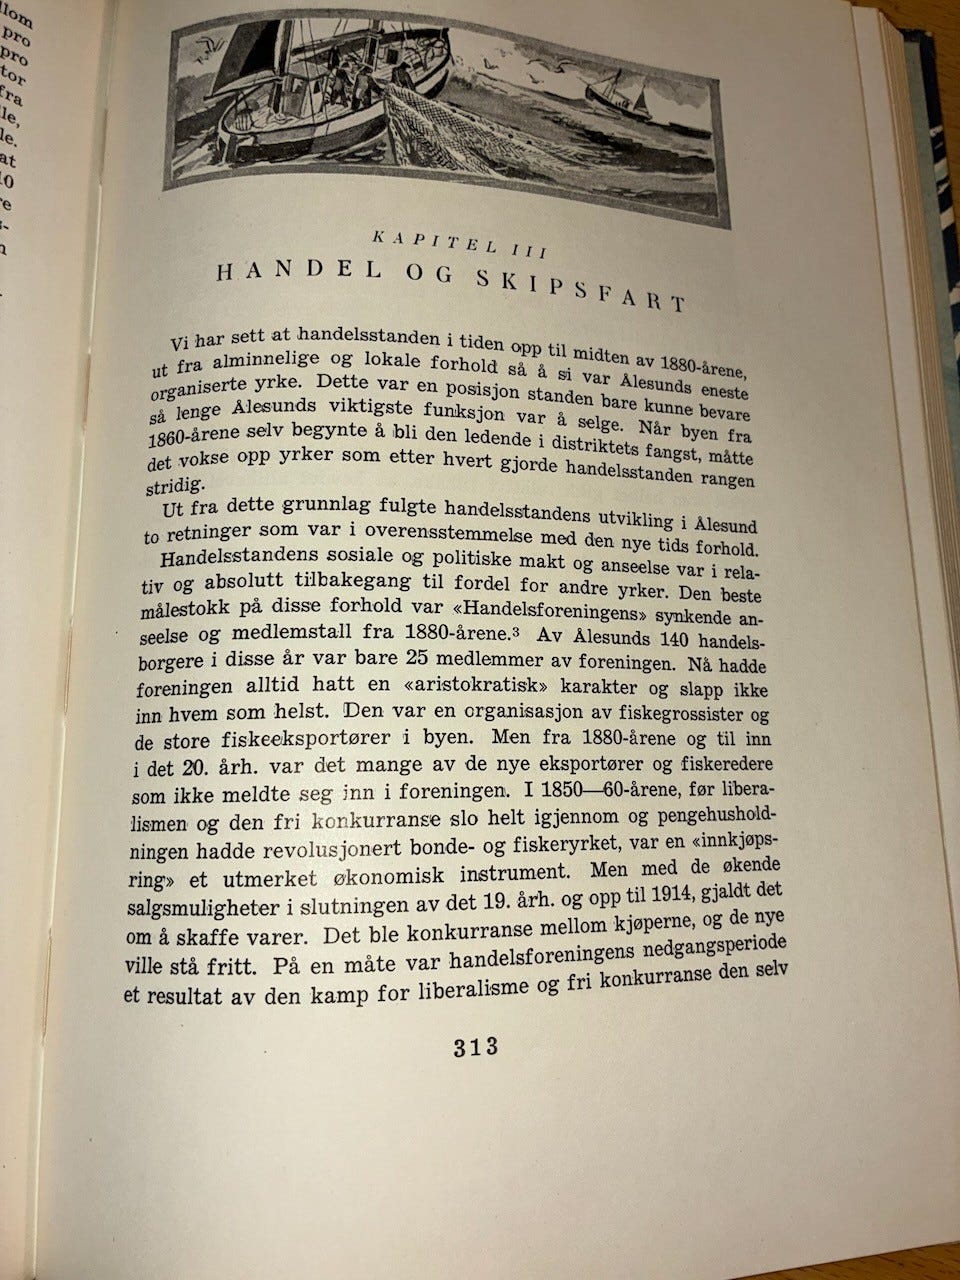 llom
pro
pro
tor
fra
lle,
le.
at
10
re
s-
n
KAPITEL III
HANDEL OG SKIPSFART
Vi har sett at handelsstanden i tiden opp til midten av 1880-årene,
ut fra alminnelige og lokale forhold så å si var Ålesunds eneste
organiserte yrke. Dette var en posisjon standen bare kunne bevare
så lenge Ålesunds viktigste funksjon var å selge. Når byen fra
1860-årene selv begynte å bli den ledende i distriktets fangst, måtte
det vokse opp yrker som etter hvert gjorde handelsstanden rangen
stridig.
Ut fra dette grunnlag fulgte handelsstandens utvikling i Ålesund
to retninger som var i overensstemmelse med den nye tids forhold.
Handelsstandens sosiale og politiske makt og anseelse var i rela-
tiv og absolutt tilbakegang til fordel for andre yrker. Den beste
målestokk på disse forhold var «Handelsforeningens» synkende an-
seelse og medlemstall fra 1880-årene.³ Av Ålesunds 140 handels-
borgere i disse år var bare 25 medlemmer av foreningen. Nå hadde
foreningen alltid hatt en «aristokratisk» karakter og slapp ikke
inn hvem som helst. Den var en organisasjon av fiskegrossister og
de store fiskeeksportører i byen. Men fra 1880-årene og til inn
i det 20. årh. var det mange av de nye eksportører og fiskeredere
som ikke meldte seg inn i foreningen. I 1850—60-årene, før libera-
lismen og den fri konkurranse slo helt igjennom og pengehushold-
ningen hadde revolusjonert bonde- og fiskeryrket, var en «innkjøps-
ring» et utmerket økonomisk instrument. Men med de økende
salgsmuligheter i slutningen av det 19. årh. og opp til 1914, gjaldt det
om å skaffe varer. Det ble konkurranse mellom kjøperne, og de nye
ville stå fritt. På en måte var handelsforeningens nedgangsperiode
et resultat av den kamp for liberalisme og fri konkurranse den selv
313